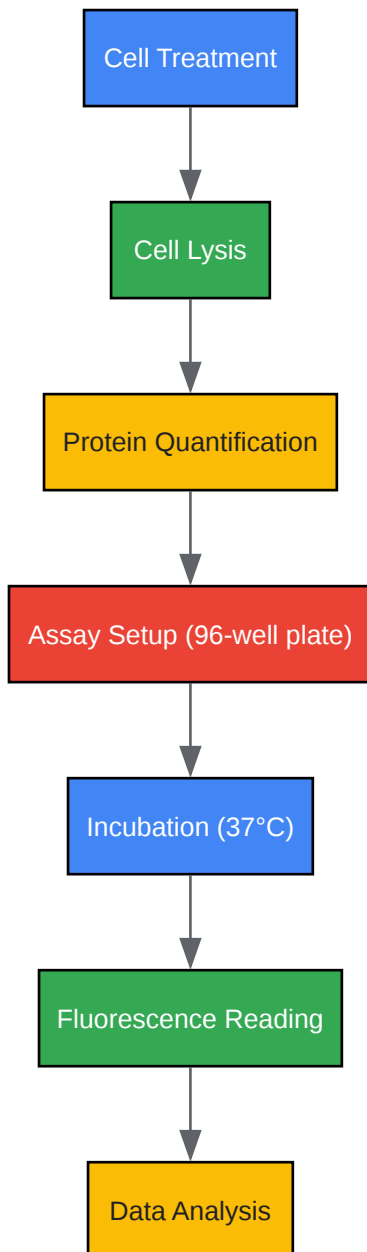 Cell Treatment
Cell Lysis
Protein Quantification
Assay Setup (96-well plate)
Incubation (37°C)
Fluorescence Reading
Data Analysis